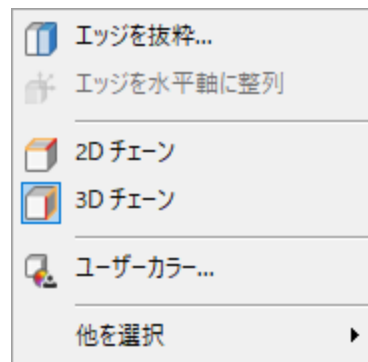 エッジを抜粋...
エッジを水平軸に整列
2D チェーン
3D チェーン
ユーザーカラー...
他を選択